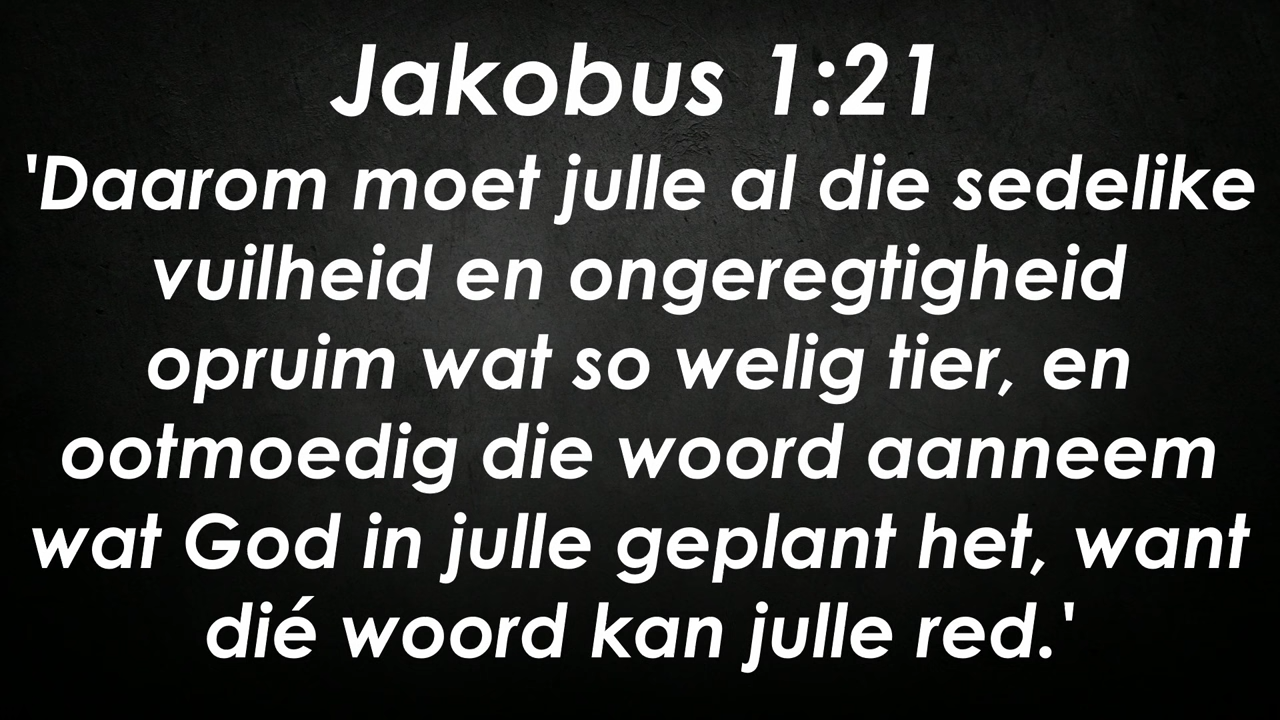 Jakobus 1:21
'Daarom moet julle al die sedelike
vuilheid en ongeregtigheid
opruim wat so welig tier, en
ootmoedig die woord aanneem
wat God in julle geplant het, want
dié woord kan julle red.'